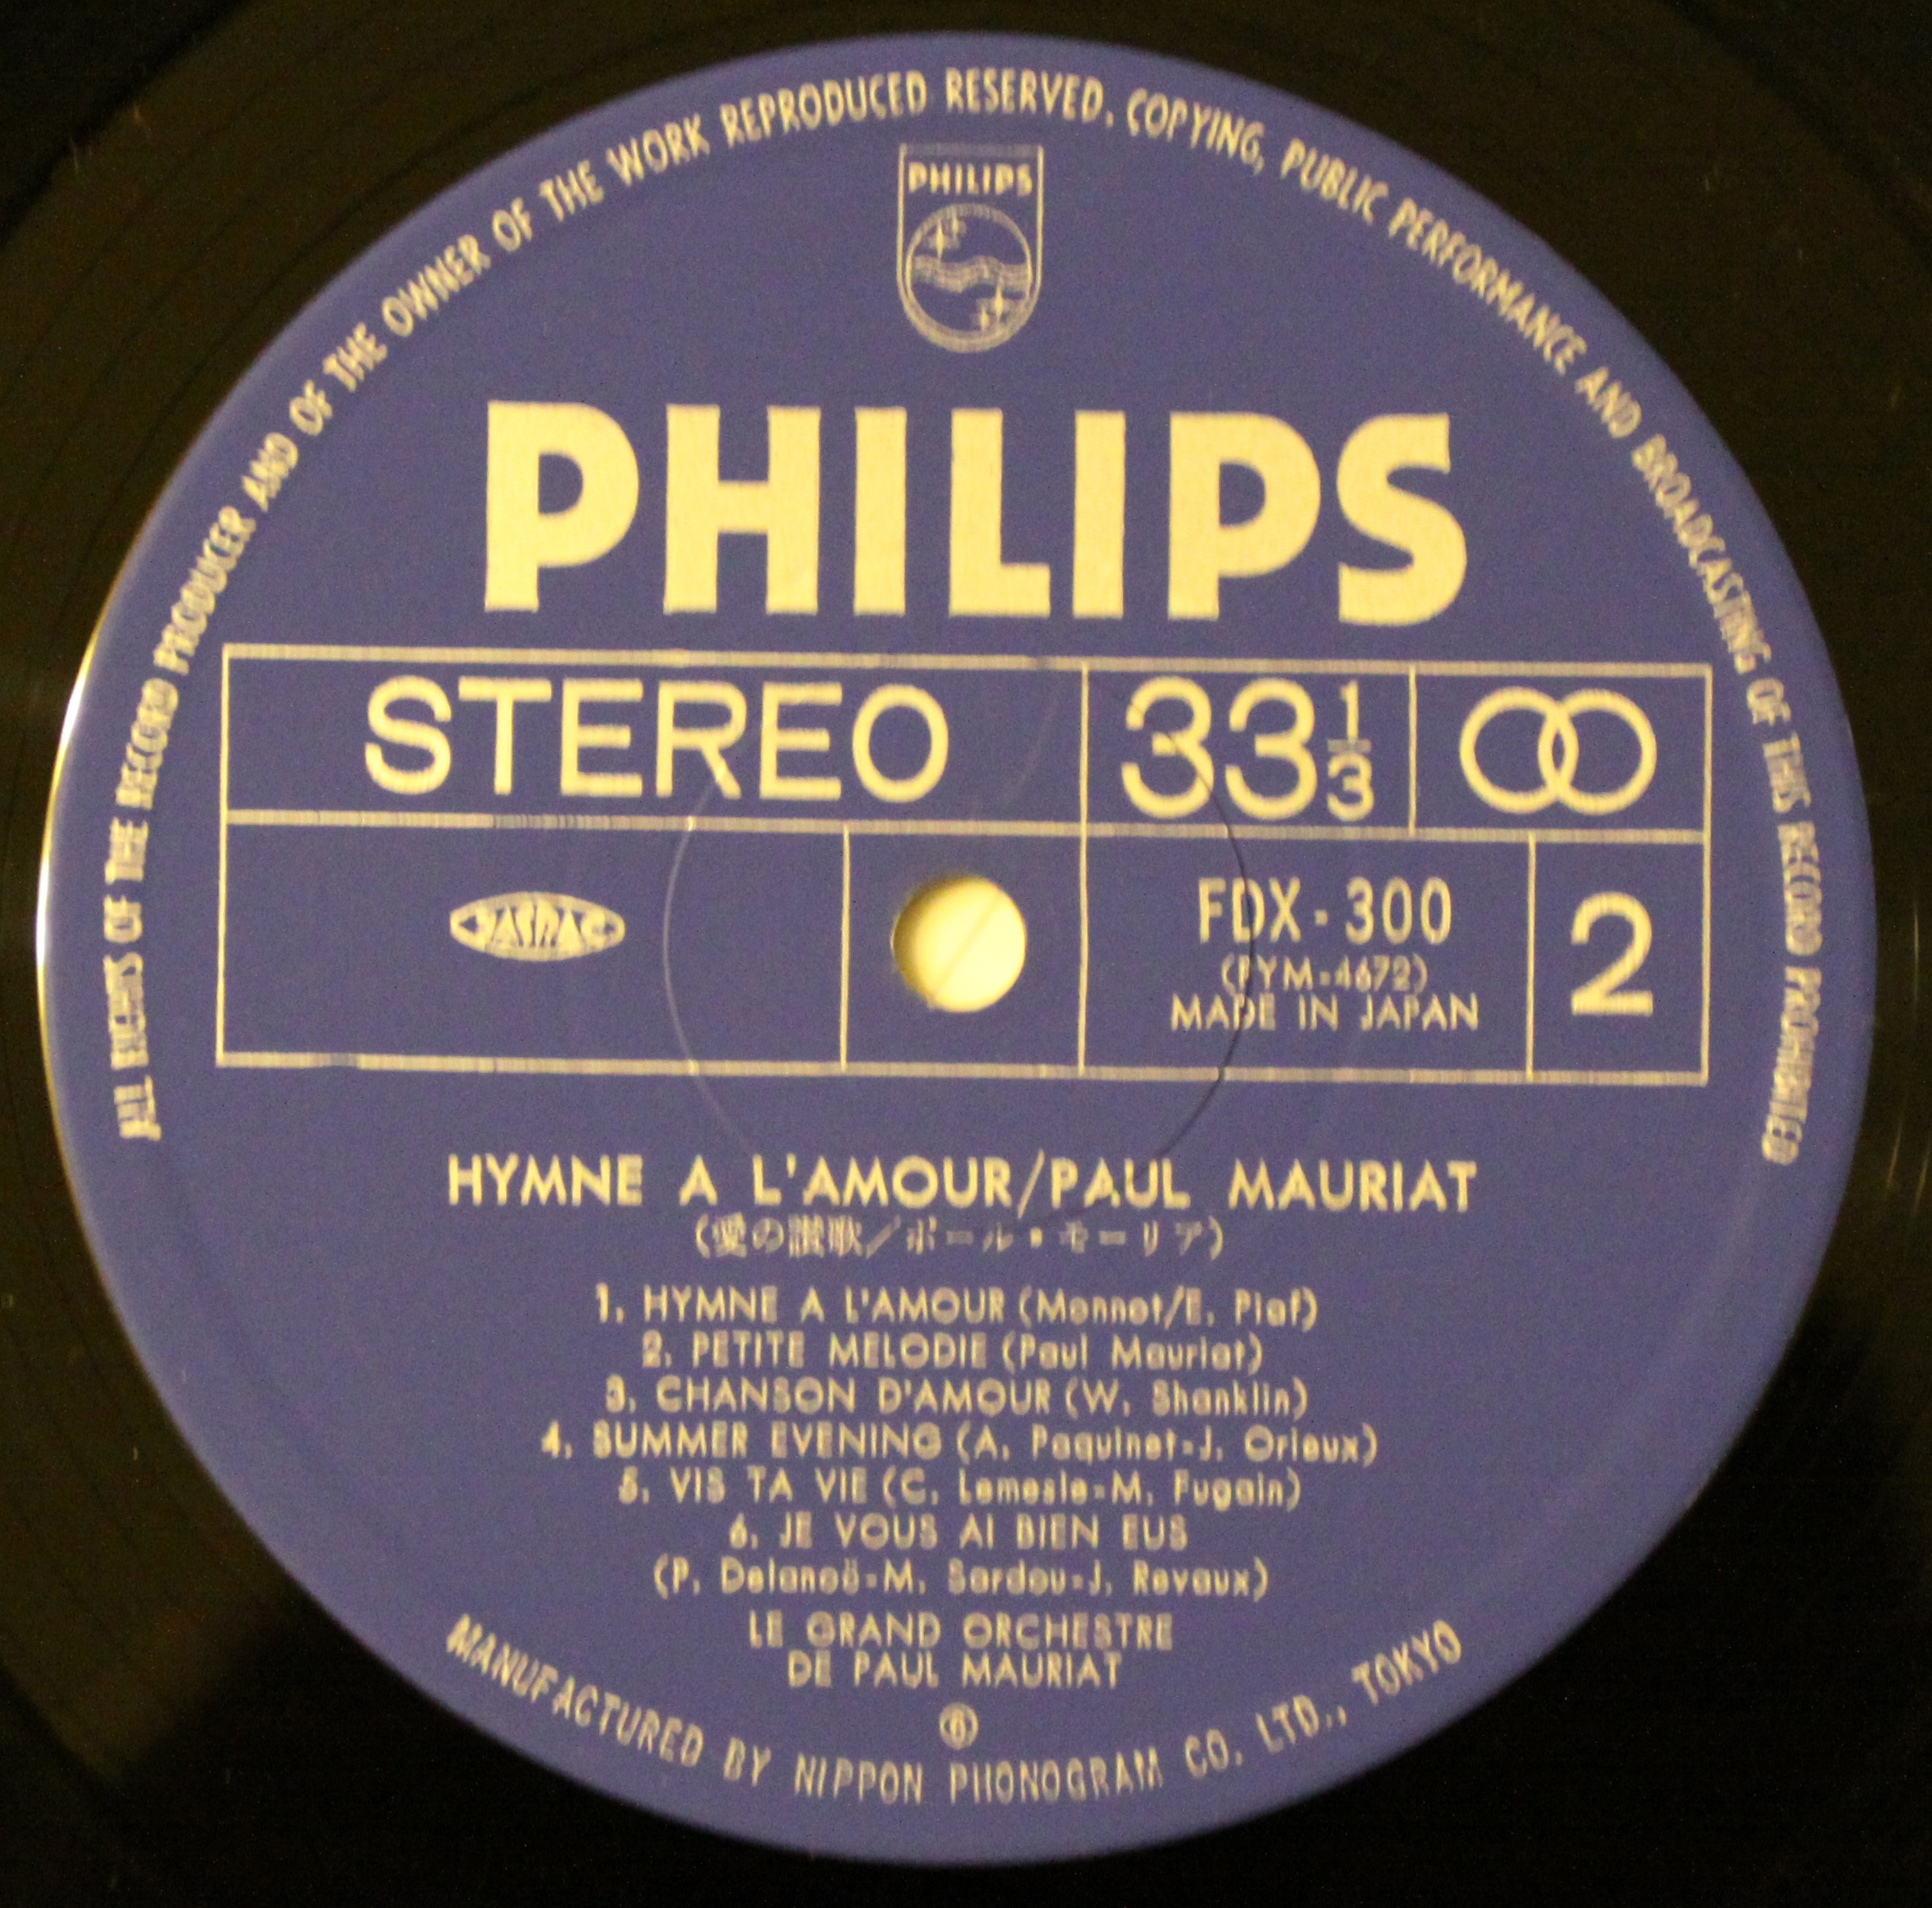 ALL RIGHTS OF THE RECORD PRODUCER AND OF THE OWNER OF THE WORK REPRODUCED RESERVED. COPYING, PUBLIC PERFORMANCE AND BROADCASTING OF THIS RECORD PROHIBITED
PHILIPS
PHILIPS
STEREO 33 1/3
JASRAC
FDX-300
(PYM-4672)
MADE IN JAPAN
2
HYMNE A L'AMOUR/PAUL MAURIAT
(愛の讃歌/ポール・モーリア)
1. HYMNE A L'AMOUR (Monnot/E. Piaf)
2. PETITE MELODIE (Paul Mauriat)
3. CHANSON D'AMOUR (W. Shanklin)
4. SUMMER EVENING (A. Paquinet-J. Orieux)
5. VIS TA VIE (C. Lemesle-M. Fugain)
6. JE VOUS AI BIEN EUS
(P. Delanoë-M. Sardou-J. Revaux)
LE GRAND ORCHESTRE
DE PAUL MAURIAT
MANUFACTURED BY NIPPON PHONOGRAM CO. LTD., TOKYO